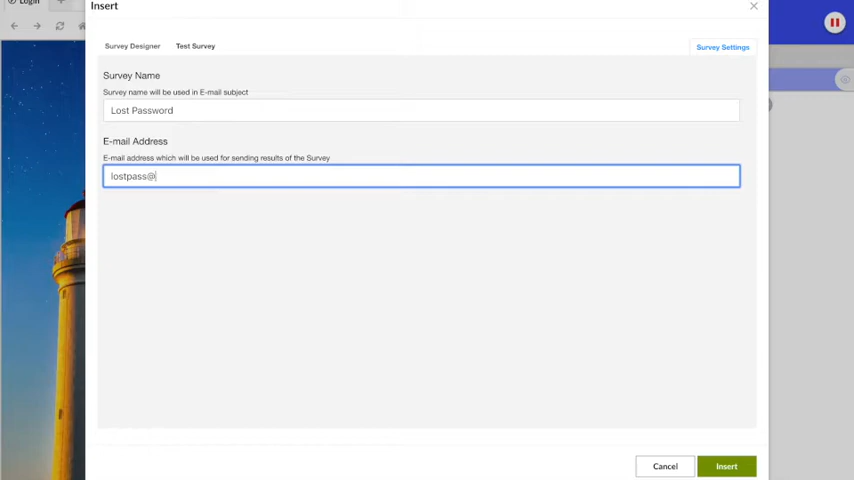 Login
Insert
Survey Designer
Test Survey
Survey Settings
Survey Name
Survey name will be used in E-mail subject
Lost Password
E-mail Address
E-mail address which will be used for sending results of the Survey
lostpass@
Cancel
Insert